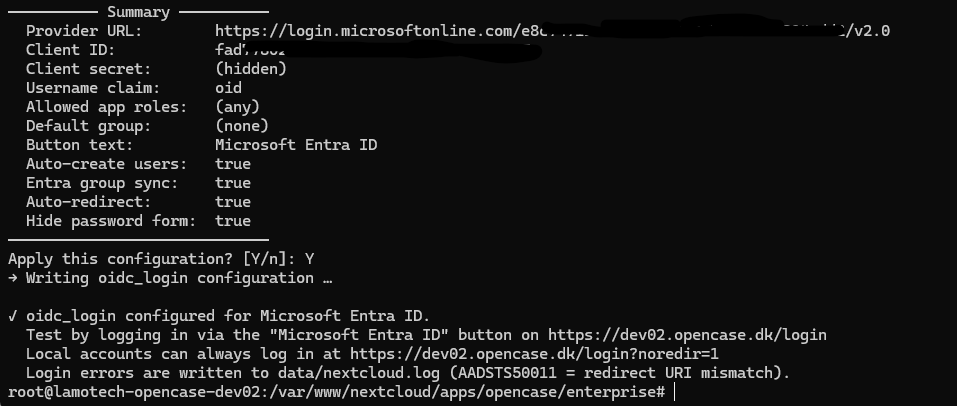 Summary
Provider URL: https://login.microsoftonline.com/ /v2.0
Client ID:
Client secret: (hidden)
Username claim: oid
Allowed app roles: (any)
Default group: (none)
Button text: Microsoft Entra ID
Auto-create users: true
Entra group sync: true
Auto-redirect: true
Hide password form: true
Apply this configuration? [Y/n]: Y
→ Writing oidc_login configuration …
✓ oidc_login configured for Microsoft Entra ID.
Test by logging in via the "Microsoft Entra ID" button on https://dev02.opencase.dk/login
Local accounts can always log in at https://dev02.opencase.dk/login?noredir=1
Login errors are written to data/nextcloud.log (AADSTS50011 = redirect URI mismatch).
root@lamotech-opencase-dev02:/var/www/nextcloud/apps/opencase/enterprise#